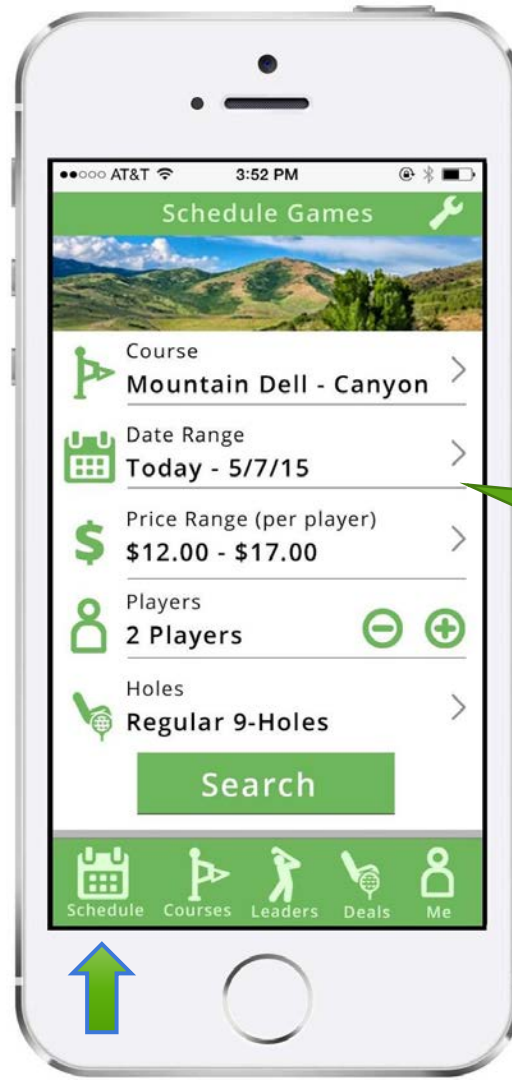 AT&T 3:52 PM
Schedule Games
Course
Mountain Dell - Canyon
Date Range
Today - 5/7/15
Price Range (per player)
$12.00 - $17.00
Players
2 Players
Holes
Regular 9-Holes
Search
Schedule Courses Leaders Deals Me